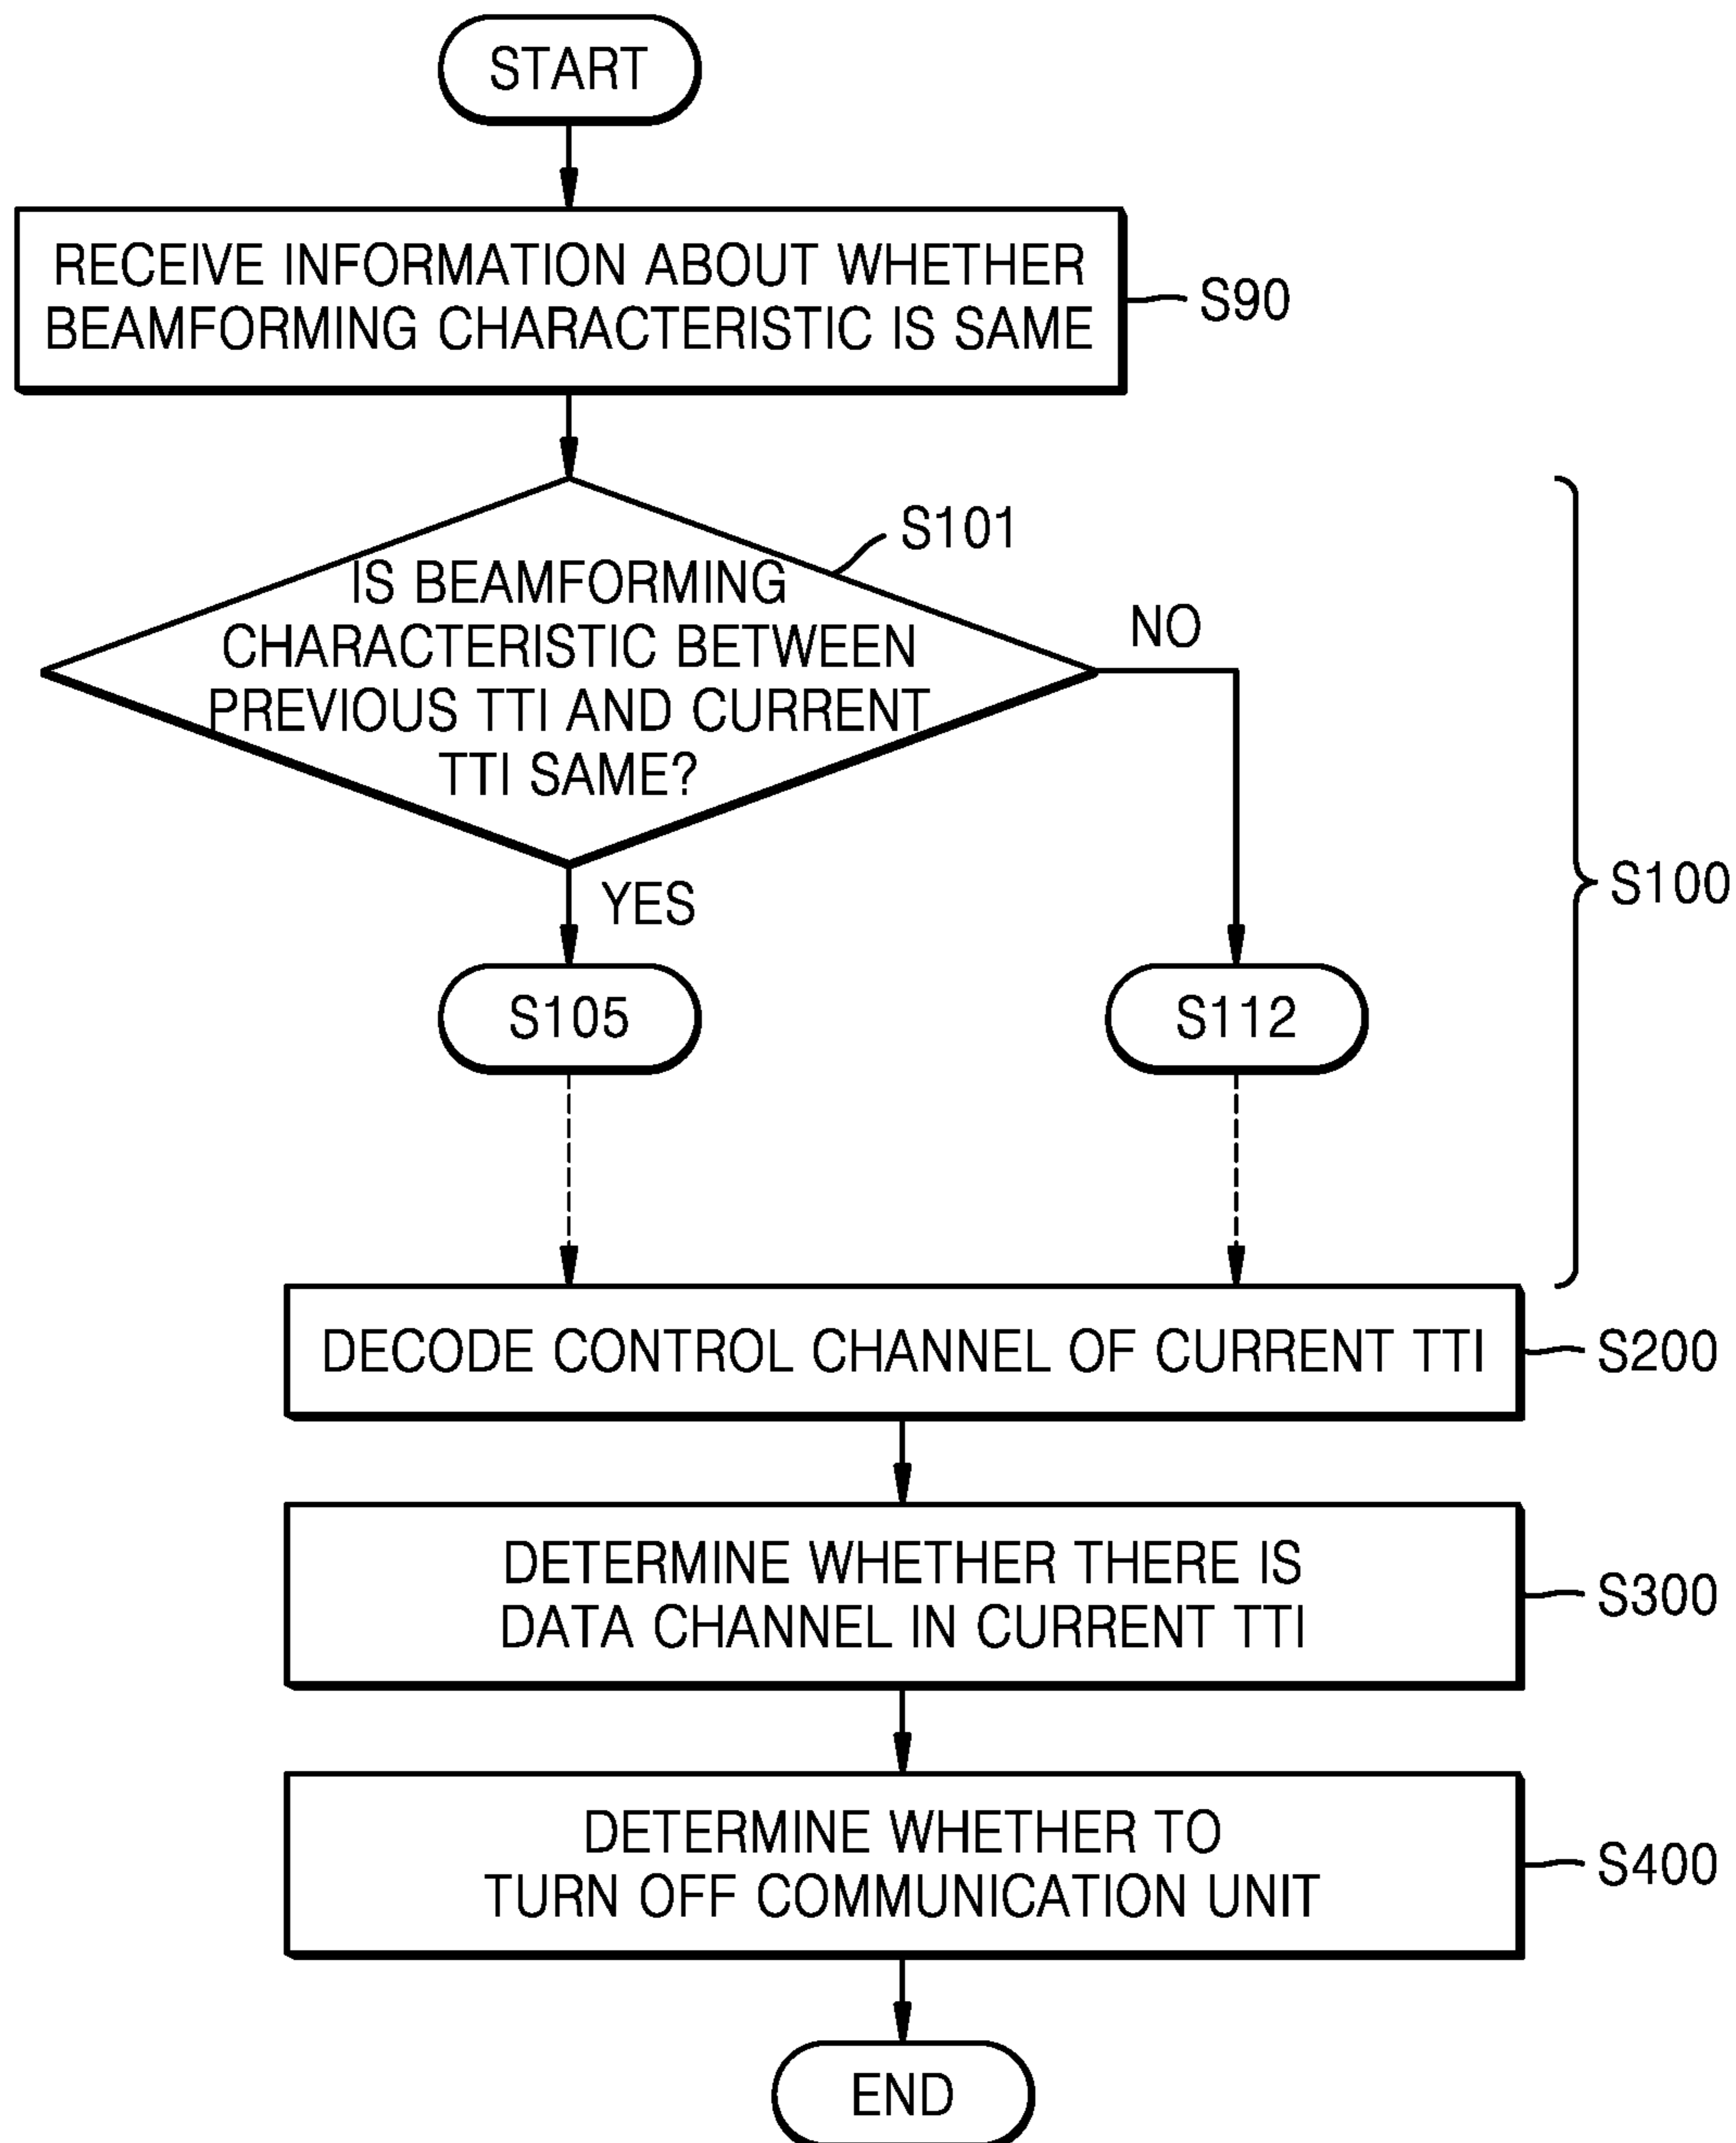 START
RECEIVE INFORMATION ABOUT WHETHER
BEAMFORMING CHARACTERISTIC IS SAME
S90
S101
IS BEAMFORMING
CHARACTERISTIC BETWEEN
PREVIOUS TTI AND CURRENT
TTI SAME?
NO
YES
S100
S105
S112
DECODE CONTROL CHANNEL OF CURRENT TTI
S200
DETERMINE WHETHER THERE IS
DATA CHANNEL IN CURRENT TTI
S300
DETERMINE WHETHER TO
TURN OFF COMMUNICATION UNIT
S400
END